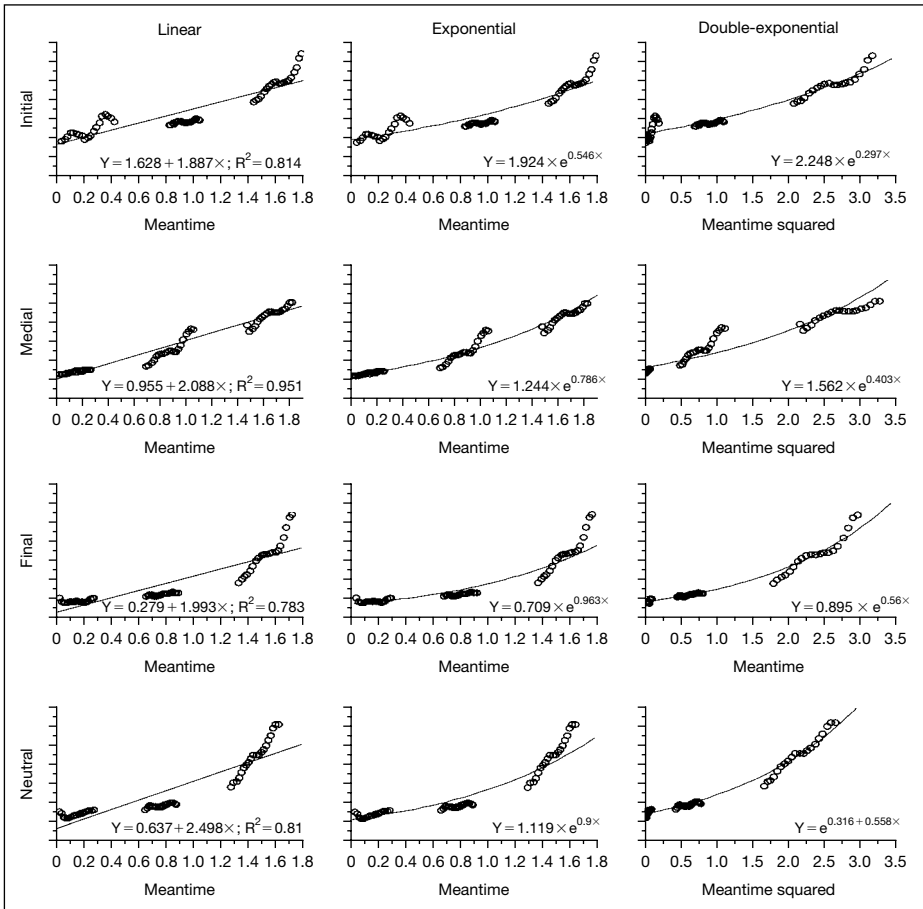 Linear Exponential Double-exponential
Initial
Y=1.628+1.887×; R²=0.814 Y=1.924×e^0.546× Y=2.248×e^0.297×
0 0.2 0.4 0.6 0.8 1.0 1.2 1.4 1.6 1.8 0 0.2 0.4 0.6 0.8 1.0 1.2 1.4 1.6 1.8 0 0.5 1.0 1.5 2.0 2.5 3.0 3.5
Meantime Meantime Meantime squared
Medial
Y=0.955+2.088×; R²=0.951 Y=1.244×e^0.786× Y=1.562×e^0.403×
0 0.2 0.4 0.6 0.8 1.0 1.2 1.4 1.6 1.8 0 0.2 0.4 0.6 0.8 1.0 1.2 1.4 1.6 1.8 0 0.5 1.0 1.5 2.0 2.5 3.0 3.5
Meantime Meantime Meantime squared
Final
Y=0.279+1.993×; R²=0.783 Y=0.709×e^0.963× Y=0.895×e^0.56×
0 0.2 0.4 0.6 0.8 1.0 1.2 1.4 1.6 1.8 0 0.2 0.4 0.6 0.8 1.0 1.2 1.4 1.6 1.8 0 0.5 1.0 1.5 2.0 2.5 3.0 3.5
Meantime Meantime Meantime
Neutral
Y=0.637+2.498×; R²=0.81 Y=1.119×e^0.9× Y=e^0.316+0.558×
0 0.2 0.4 0.6 0.8 1.0 1.2 1.4 1.6 1.8 0 0.2 0.4 0.6 0.8 1.0 1.2 1.4 1.6 1.8 0 0.5 1.0 1.5 2.0 2.5 3.0 3.5
Meantime Meantime Meantime squared